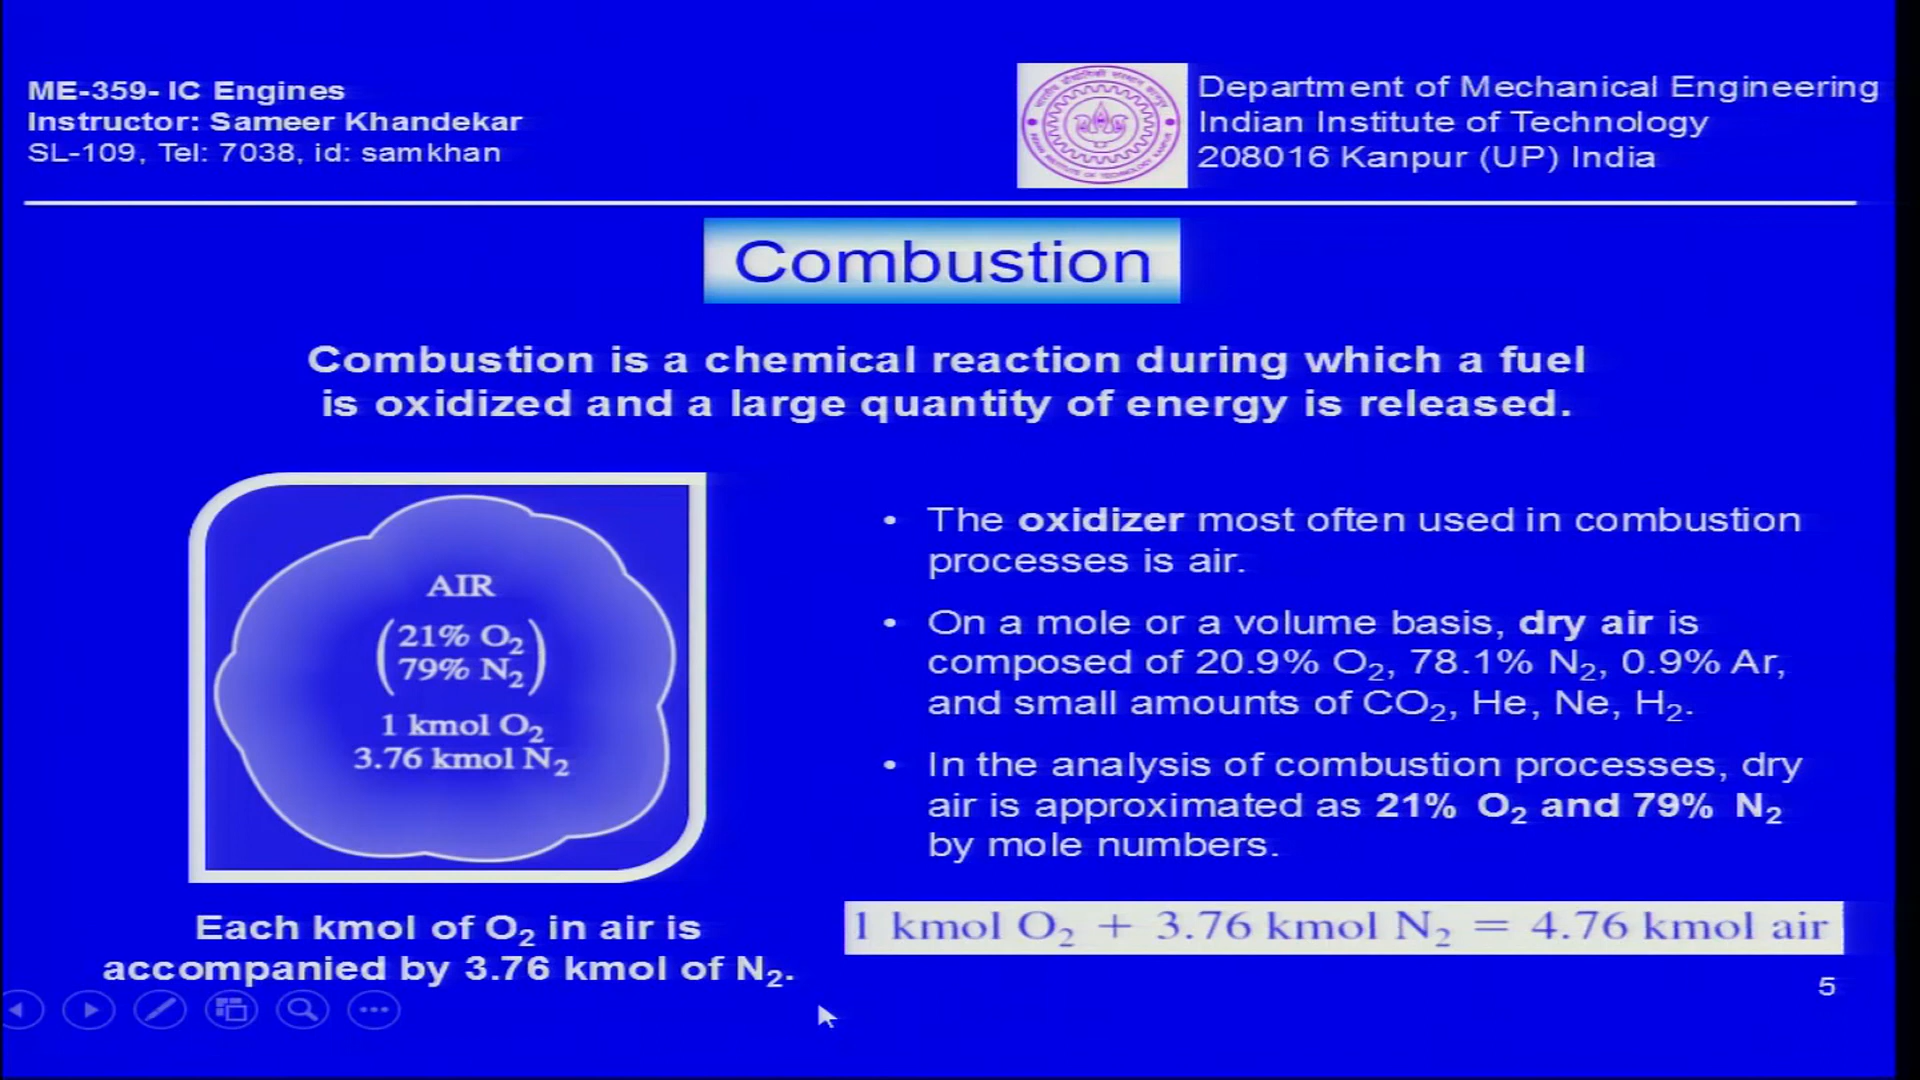 ME-359- IC Engines
Instructor: Sameer Khandekar
SL-109, Tel: 7038, id: samkhan
Department of Mechanical Engineering
Indian Institute of Technology
208016 Kanpur (UP) India
Combustion
Combustion is a chemical reaction during which a fuel
is oxidized and a large quantity of energy is released.
AIR
(21% O₂
79% N₂)
1 kmol O₂
3.76 kmol N₂
Each kmol of O₂ in air is
accompanied by 3.76 kmol of N₂.
• The oxidizer most often used in combustion
processes is air.
• On a mole or a volume basis, dry air is
composed of 20.9% O₂, 78.1% N₂, 0.9% Ar,
and small amounts of CO₂, He, Ne, H₂.
• In the analysis of combustion processes, dry
air is approximated as 21% O₂ and 79% N₂
by mole numbers.
1 kmol O₂ + 3.76 kmol N₂ = 4.76 kmol air
5